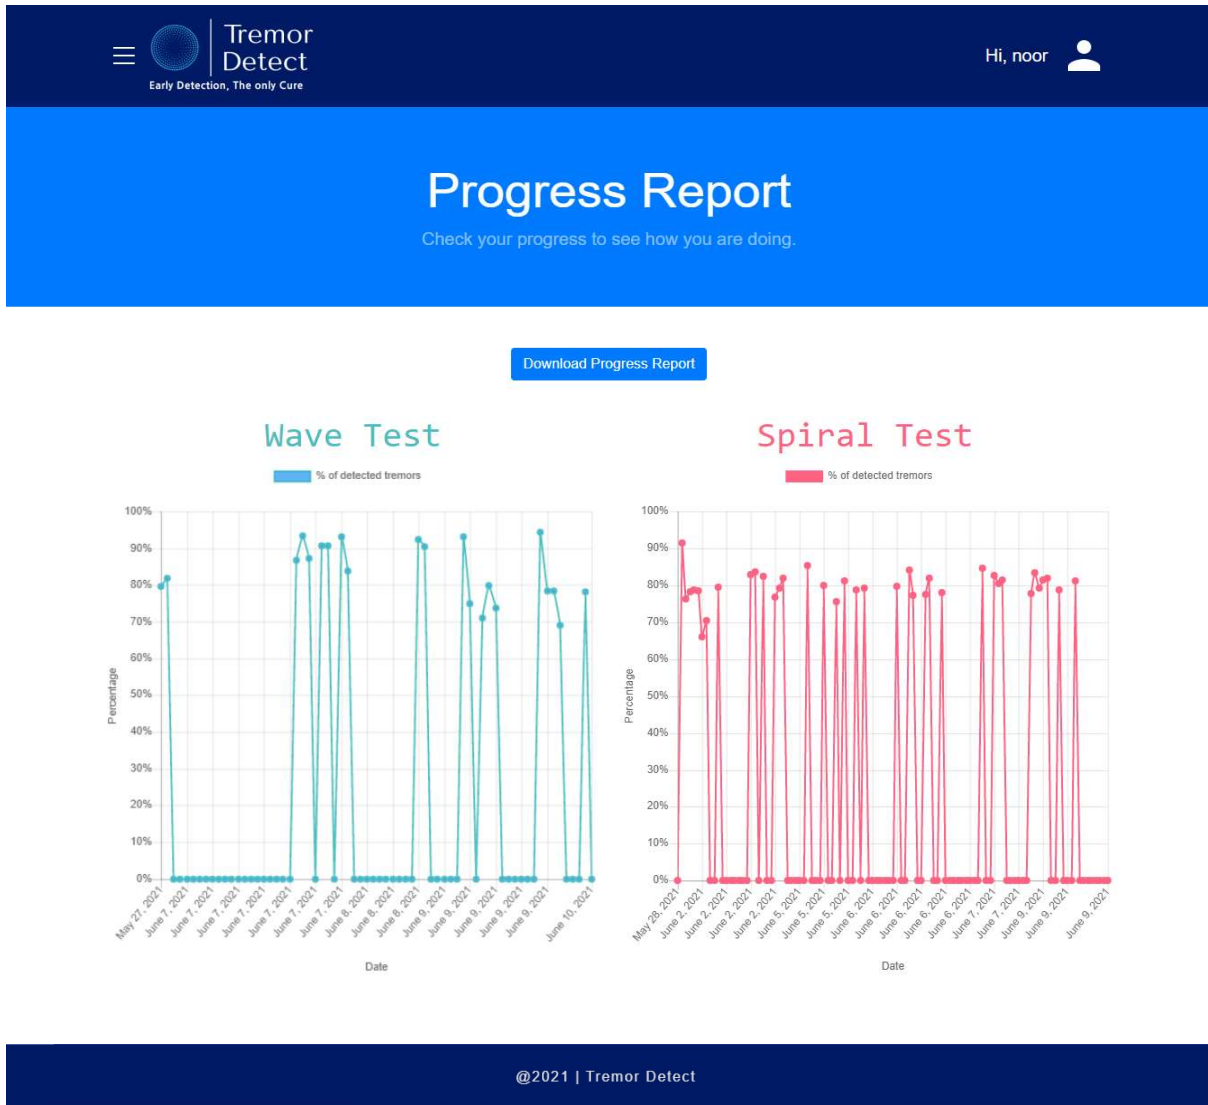 Tremor
Detect
Early Detection, The only Cure
Hi, noor
Progress Report
Check your progress to see how you are doing.
Download Progress Report
Wave Test
% of detected tremors
100%
90%
80%
70%
60%
50%
40%
30%
20%
10%
0%
Percentage
May 27, 2021
June 7, 2021
June 7, 2021
June 7, 2021
June 7, 2021
June 7, 2021
June 7, 2021
June 7, 2021
June 8, 2021
June 8, 2021
June 8, 2021
June 9, 2021
June 9, 2021
June 9, 2021
June 9, 2021
June 9, 2021
June 10, 2021
Date
Spiral Test
% of detected tremors
100%
90%
80%
70%
60%
50%
40%
30%
20%
10%
0%
Percentage
May 28, 2021
June 2, 2021
June 2, 2021
June 2, 2021
June 2, 2021
June 5, 2021
June 5, 2021
June 5, 2021
June 6, 2021
June 6, 2021
June 6, 2021
June 6, 2021
June 6, 2021
June 7, 2021
June 7, 2021
June 9, 2021
June 9, 2021
June 9, 2021
Date
@2021 | Tremor Detect